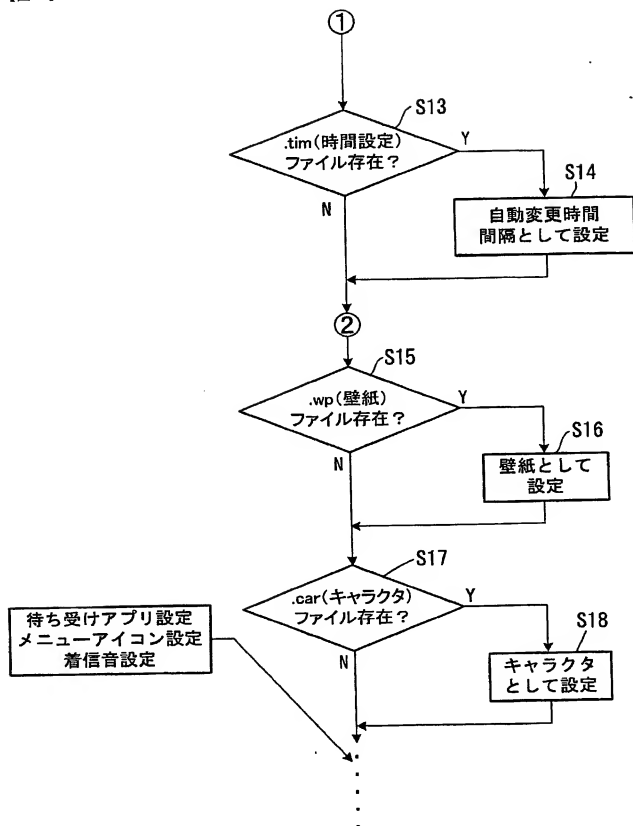 ①
S13
.tim(時間設定)
ファイル存在?
Y
N
S14
自動変更時間
間隔として設定
②
S15
.wp(壁紙)
ファイル存在?
Y
N
S16
壁紙として
設定
S17
.car(キャラクタ)
ファイル存在?
Y
N
S18
キャラクタ
として設定
待ち受けアプリ設定
メニューアイコン設定
着信音設定